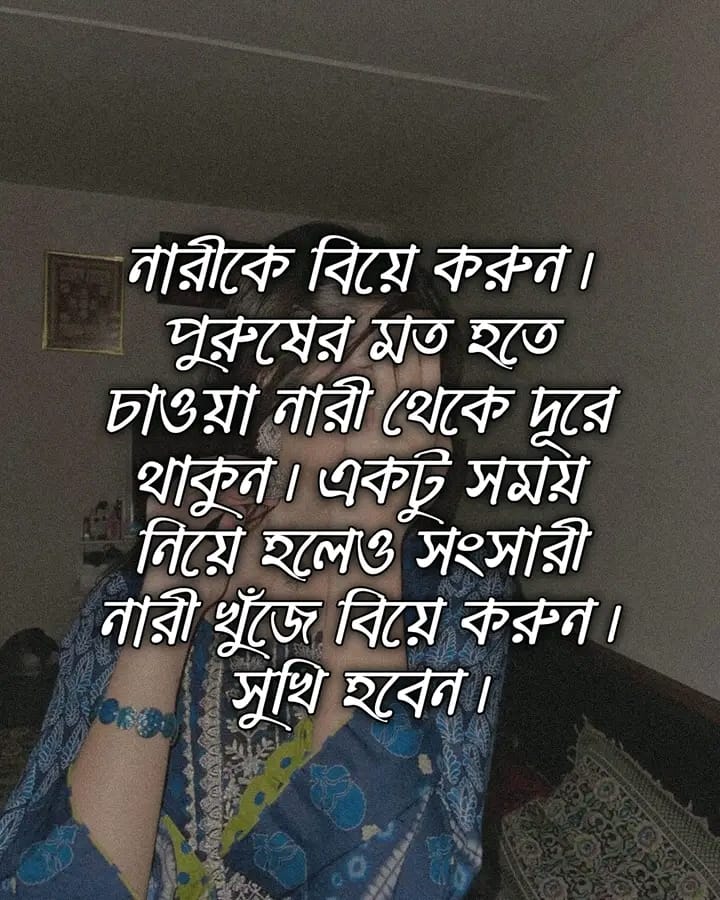 নারীকে বিয়ে করুন।
পুরুষের মত হতে
চাওয়া নারী থেকে দূরে
থাকুন। একটু সময়
নিয়ে হলেও সংসারী
নারী খুঁজে বিয়ে করুন।
সুখি হবেন।